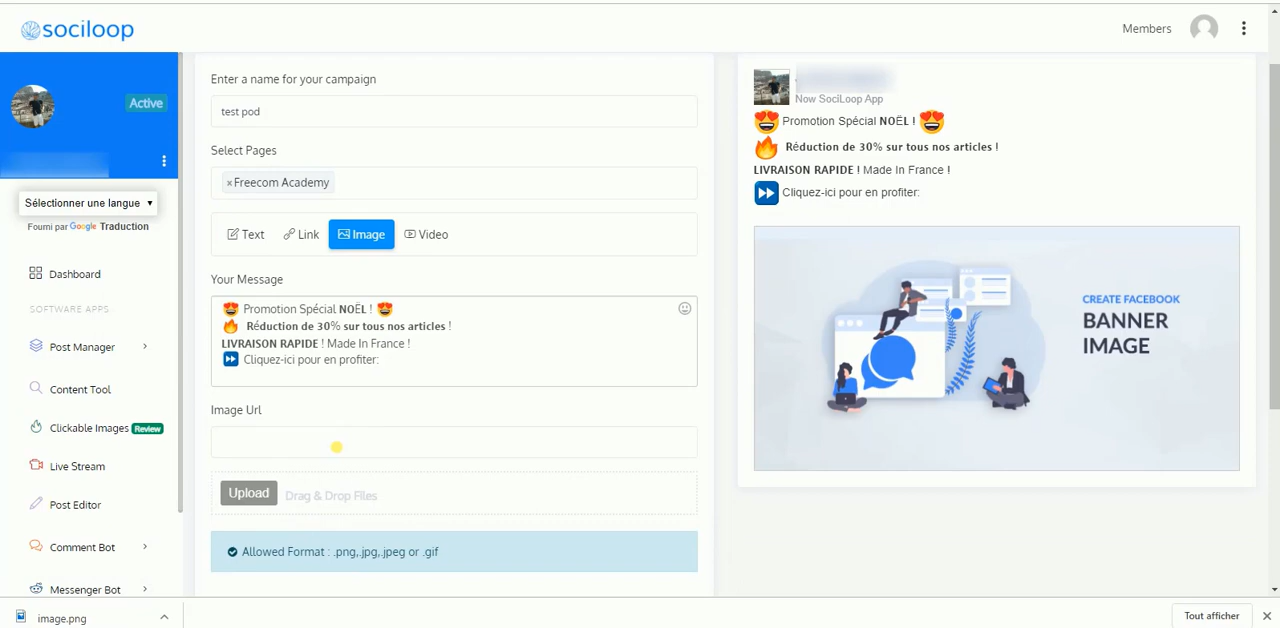 sociloop
Members
Active
Sélectionner une langue
Fourni par Google Traduction
Dashboard
SOFTWARE APPS
Post Manager
Content Tool
Clickable Images Review
Live Stream
Post Editor
Comment Bot
Messenger Bot
Enter a name for your campaign
test pod
Select Pages
×Freecom Academy
Text Link Image Video
Your Message
😍 Promotion Spécial NOËL ! 😍
🔥 Réduction de 30% sur tous nos articles !
LIVRAISON RAPIDE ! Made In France !
⏩ Cliquez-ici pour en profiter:
Image Url
Upload Drag & Drop Files
Allowed Format : .png,.jpg,.jpeg or .gif
Now SociLoop App
😍 Promotion Spécial NOËL ! 😍
🔥 Réduction de 30% sur tous nos articles !
LIVRAISON RAPIDE ! Made In France !
⏩ Cliquez-ici pour en profiter:
CREATE FACEBOOK
BANNER
IMAGE
image.png
Tout afficher